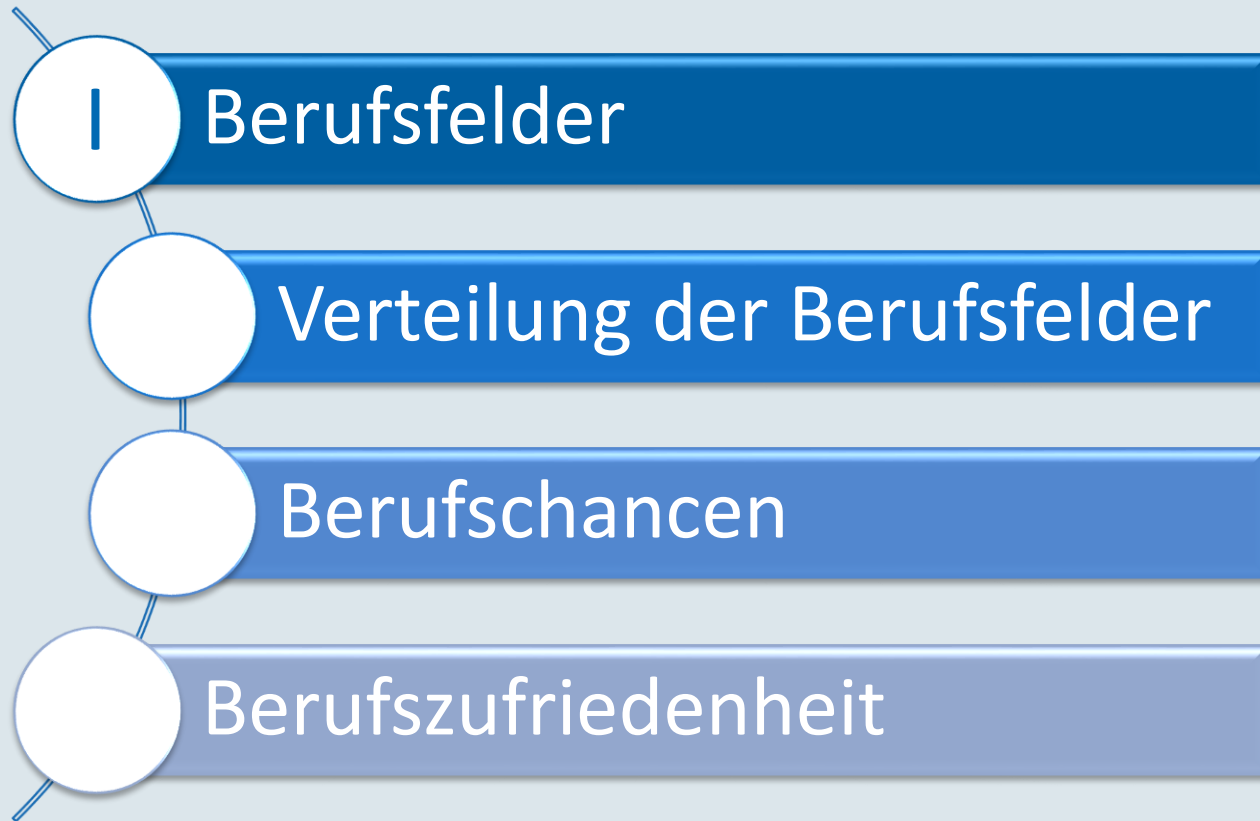 I
Berufsfelder
Verteilung der Berufsfelder
Berufschancen
Berufszufriedenheit